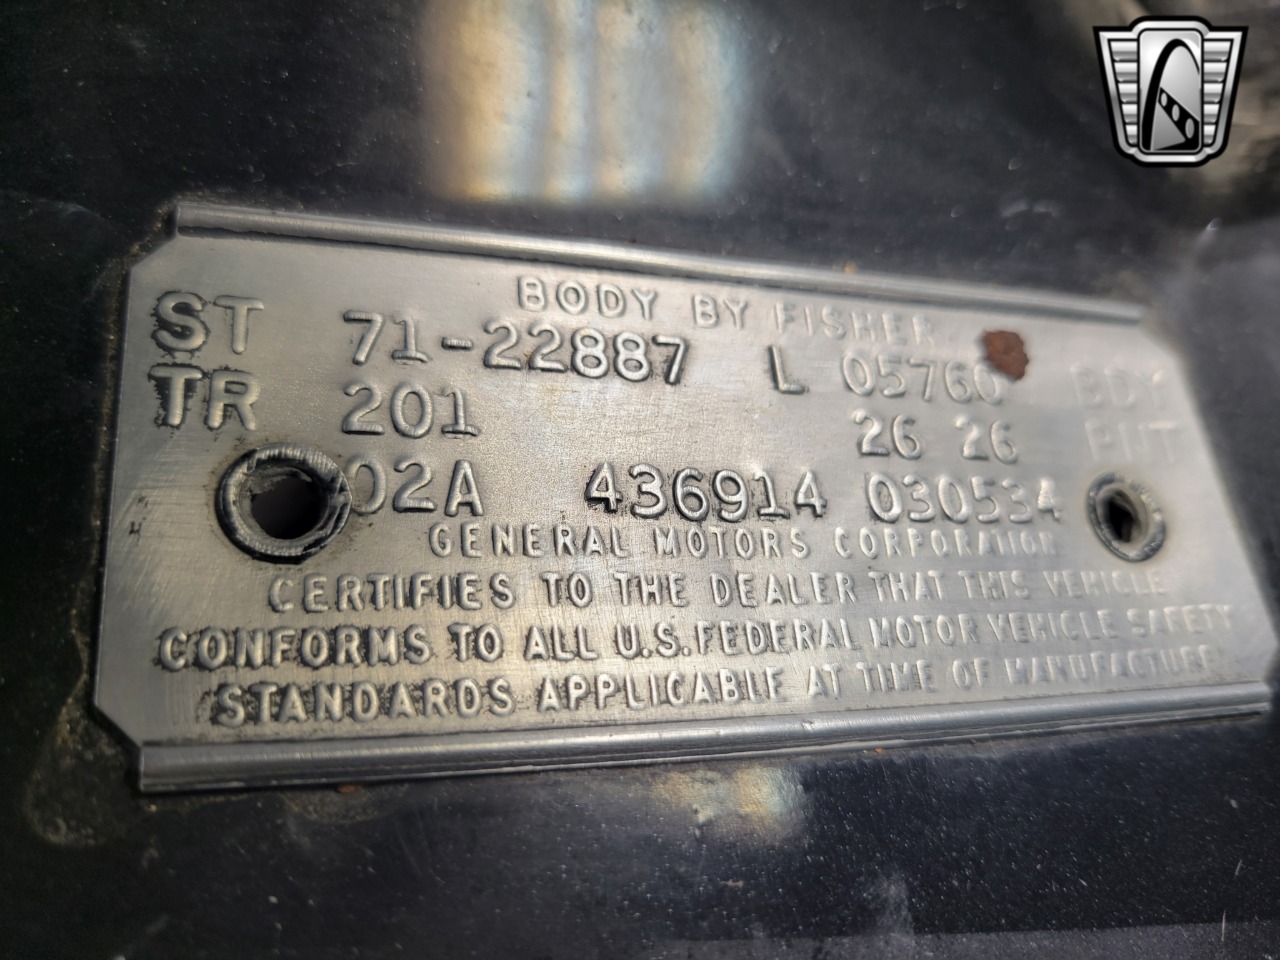 BODY BY FISHER
ST 71-22887 L 05760 BDY
TR 201 26 26 PNT
02A 436914 030534
GENERAL MOTORS CORPORATION
CERTIFIES TO THE DEALER THAT THIS VEHICLE
CONFORMS TO ALL U.S. FEDERAL MOTOR VEHICLE SAFETY
STANDARDS APPLICABLE AT TIME OF MANUFACTURE